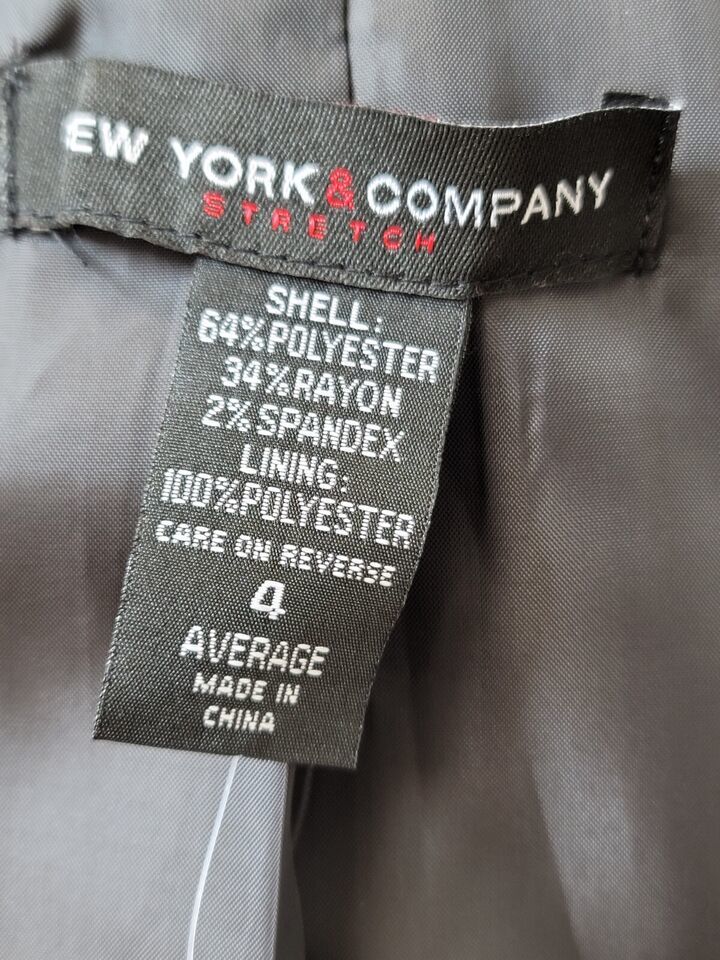 EW YORK & COMPANY
STRETCH
SHELL:
64% POLYESTER
34% RAYON
2% SPANDEX
LINING:
100% POLYESTER
CARE ON REVERSE
4
AVERAGE
MADE IN
CHINA